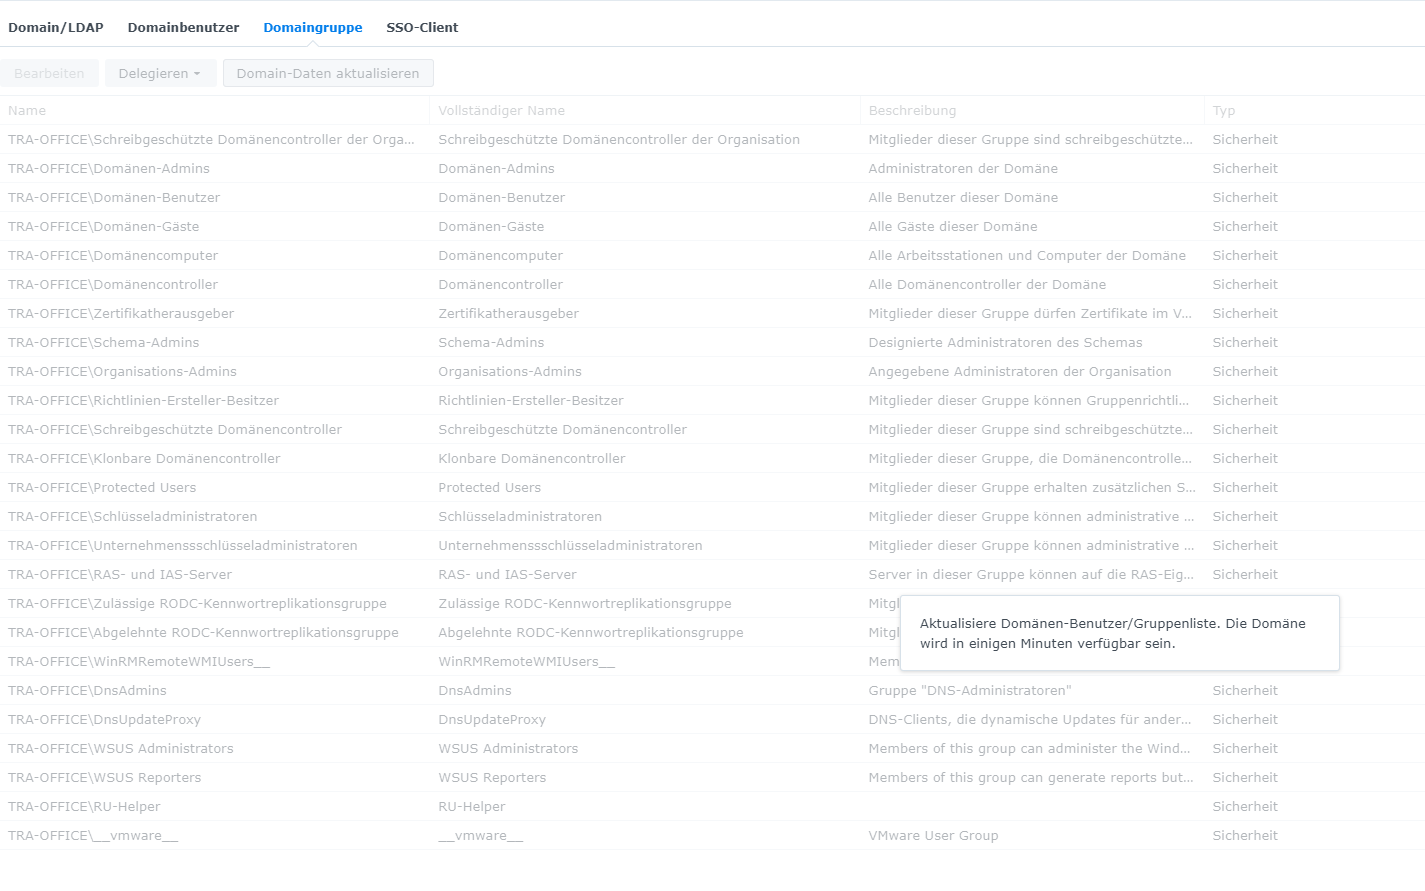 Domain/LDAP Domainbenutzer Domaingruppe SSO-Client
Bearbeiten Delegieren Domain-Daten aktualisieren
Name Vollständiger Name Beschreibung Typ
TRA-OFFICE\Schreibgeschützte Domänencontroller der Orga... Schreibgeschützte Domänencontroller der Organisation Mitglieder dieser Gruppe sind schreibgeschützte... Sicherheit
TRA-OFFICE\Domänen-Admins Domänen-Admins Administratoren der Domäne Sicherheit
TRA-OFFICE\Domänen-Benutzer Domänen-Benutzer Alle Benutzer dieser Domäne Sicherheit
TRA-OFFICE\Domänen-Gäste Domänen-Gäste Alle Gäste dieser Domäne Sicherheit
TRA-OFFICE\Domänencomputer Domänencomputer Alle Arbeitsstationen und Computer der Domäne Sicherheit
TRA-OFFICE\Domänencontroller Domänencontroller Alle Domänencontroller der Domäne Sicherheit
TRA-OFFICE\Zertifikatherausgeber Zertifikatherausgeber Mitglieder dieser Gruppe dürfen Zertifikate im V... Sicherheit
TRA-OFFICE\Schema-Admins Schema-Admins Designierte Administratoren des Schemas Sicherheit
TRA-OFFICE\Organisations-Admins Organisations-Admins Angegebene Administratoren der Organisation Sicherheit
TRA-OFFICE\Richtlinien-Ersteller-Besitzer Richtlinien-Ersteller-Besitzer Mitglieder dieser Gruppe können Gruppenrichtli... Sicherheit
TRA-OFFICE\Schreibgeschützte Domänencontroller Schreibgeschützte Domänencontroller Mitglieder dieser Gruppe sind schreibgeschützte... Sicherheit
TRA-OFFICE\Klonbare Domänencontroller Klonbare Domänencontroller Mitglieder dieser Gruppe, die Domänencontrolle... Sicherheit
TRA-OFFICE\Protected Users Protected Users Mitglieder dieser Gruppe erhalten zusätzlichen S... Sicherheit
TRA-OFFICE\Schlüsseladministratoren Schlüsseladministratoren Mitglieder dieser Gruppe können administrative ... Sicherheit
TRA-OFFICE\Unternehmenssschlüsseladministratoren Unternehmenssschlüsseladministratoren Mitglieder dieser Gruppe können administrative ... Sicherheit
TRA-OFFICE\RAS- und IAS-Server RAS- und IAS-Server Server in dieser Gruppe können auf die RAS-Eig... Sicherheit
TRA-OFFICE\Zulässige RODC-Kennwortreplikationsgruppe Zulässige RODC-Kennwortreplikationsgruppe Mitgl
TRA-OFFICE\Abgelehnte RODC-Kennwortreplikationsgruppe Abgelehnte RODC-Kennwortreplikationsgruppe Mitgl
TRA-OFFICE\WinRMRemoteWMIUsers__ WinRMRemoteWMIUsers__ Mem
Aktualisiere Domänen-Benutzer/Gruppenliste. Die Domäne
wird in einigen Minuten verfügbar sein.
TRA-OFFICE\DnsAdmins DnsAdmins Gruppe "DNS-Administratoren" Sicherheit
TRA-OFFICE\DnsUpdateProxy DnsUpdateProxy DNS-Clients, die dynamische Updates für ander... Sicherheit
TRA-OFFICE\WSUS Administrators WSUS Administrators Members of this group can administer the Wind... Sicherheit
TRA-OFFICE\WSUS Reporters WSUS Reporters Members of this group can generate reports but... Sicherheit
TRA-OFFICE\RU-Helper RU-Helper Sicherheit
TRA-OFFICE\__vmware__ __vmware__ VMware User Group Sicherheit